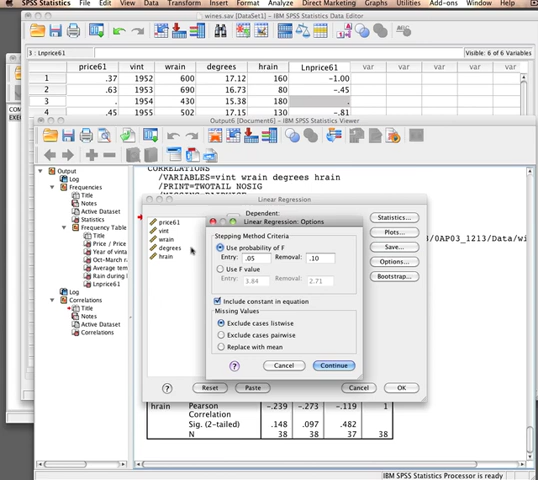 SPSS Statistics File Edit View Data Transform Insert Format Analyze Direct Marketing Graphs Utilities Add-ons Window Help
wines.sav [DataSet1] – IBM SPSS Statistics Data Editor
3 : Lnprice61 Visible: 6 of 6 Variables
price61 vint wrain degrees hrain Lnprice61 var var var
1 .37 1952 600 17.12 160 -1.00
2 .63 1953 690 16.73 80 -.45
3 . 1954 430 15.38 180 .
4 .45 1955 502 17.15 130 -.81
Output6 [Document6] – IBM SPSS Statistics Viewer
Output
Log
Frequencies
Title
Notes
Active Dataset
Statistics
Frequency Table
Title
Price / Price
Year of vinta
Oct-March r
Average tem
Rain during
Lnprice61
Log
Correlations
Title
Notes
Active Dataset
Correlations
CORRELATIONS
/VARIABLES=vint wrain degrees hrain
/PRINT=TWOTAIL NOSIG
3/0AP03_1213/Data/wi
Linear Regression
price61
vint
wrain
degrees
hrain
Dependent:
Statistics...
Plots...
Save...
Options...
Bootstrap...
Linear Regression: Options
Stepping Method Criteria
Use probability of F
Entry: .05 Removal: .10
Use F value
Entry: 3.84 Removal: 2.71
Include constant in equation
Missing Values
Exclude cases listwise
Exclude cases pairwise
Replace with mean
? Cancel Continue
? Reset Paste Cancel OK
hrain Pearson Correlation -.239 -.273 -.119 1
Sig. (2-tailed) .148 .097 .482
N 38 38 37 38
IBM SPSS Statistics Processor is ready